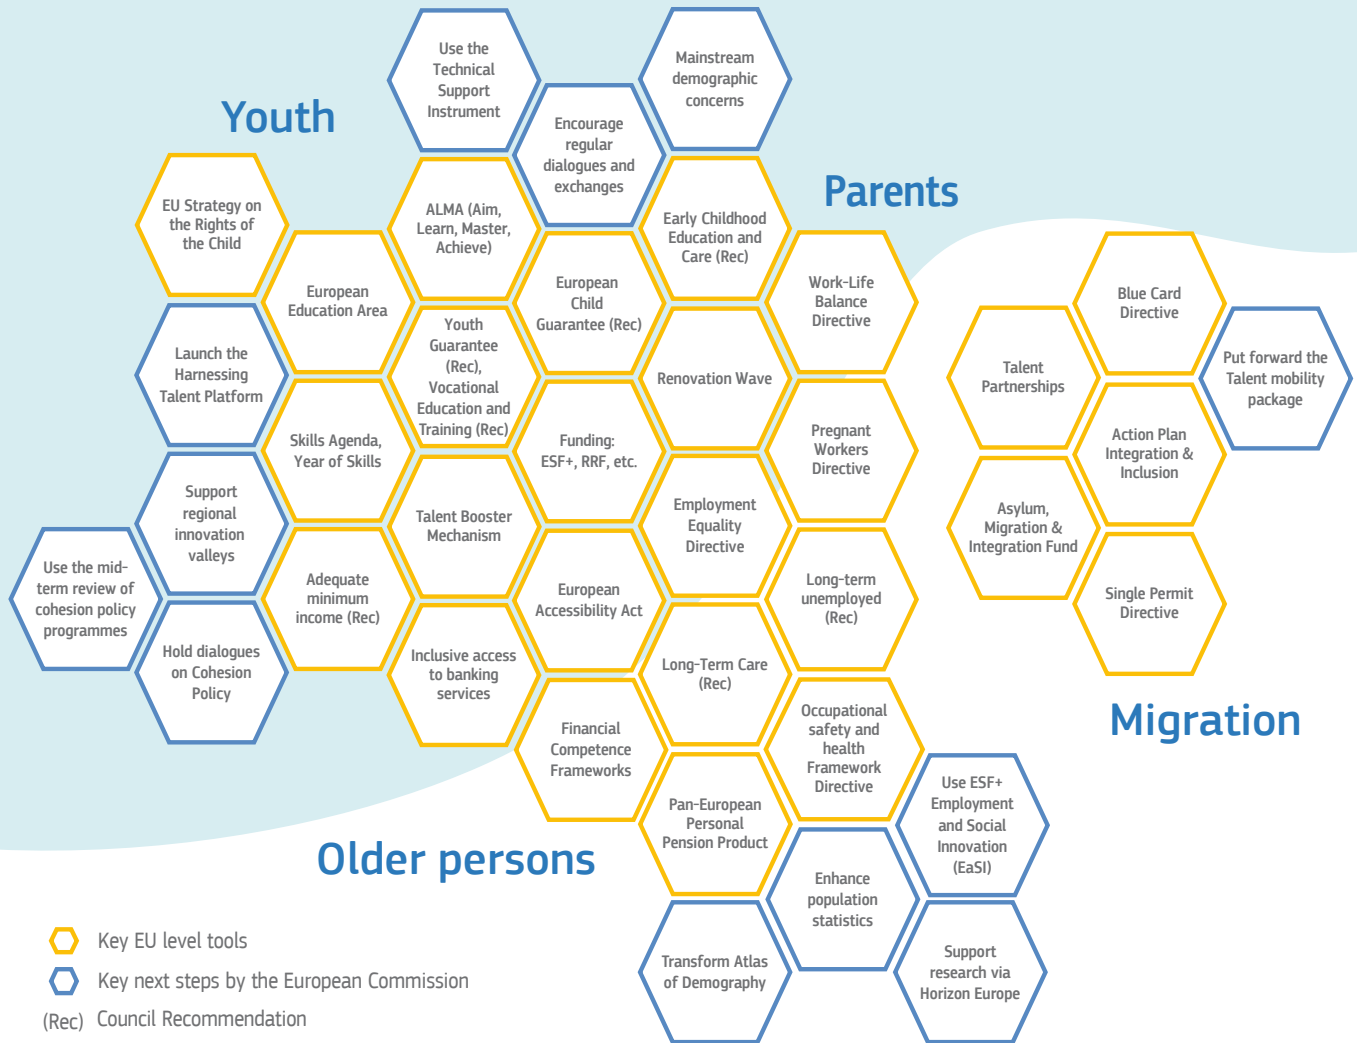 Use the
Technical
Support
Instrument
Mainstream
demographic
concerns
Youth
Encourage
regular
dialogues and
exchanges
EU Strategy on
the Rights of
the Child
ALMA (Aim,
Learn, Master,
Achieve)
Early Childhood
Education and
Care (Rec)
Parents
European
Education Area
European
Child
Guarantee (Rec)
Work-Life
Balance
Directive
Blue Card
Directive
Launch the
Harnessing
Talent Platform
Youth
Guarantee
(Rec),
Vocational
Education and
Training (Rec)
Renovation Wave
Talent
Partnerships
Put forward the
Talent mobility
package
Skills Agenda,
Year of Skills
Funding:
ESF+, RRF, etc.
Pregnant
Workers
Directive
Action Plan
Integration &
Inclusion
Support
regional
innovation
valleys
Talent Booster
Mechanism
Employment
Equality
Directive
Asylum,
Migration &
Integration Fund
Use the mid-
term review of
cohesion policy
programmes
Adequate
minimum
income (Rec)
European
Accessibility Act
Long-term
unemployed
(Rec)
Single Permit
Directive
Hold dialogues
on Cohesion
Policy
Inclusive access
to banking
services
Long-Term Care
(Rec)
Migration
Financial
Competence
Frameworks
Occupational
safety and
health
Framework
Directive
Pan-European
Personal
Pension Product
Use ESF+
Employment
and Social
Innovation
(EaSI)
Older persons
Enhance
population
statistics
Transform Atlas
of Demography
Support
research via
Horizon Europe
Key EU level tools
Key next steps by the European Commission
(Rec) Council Recommendation